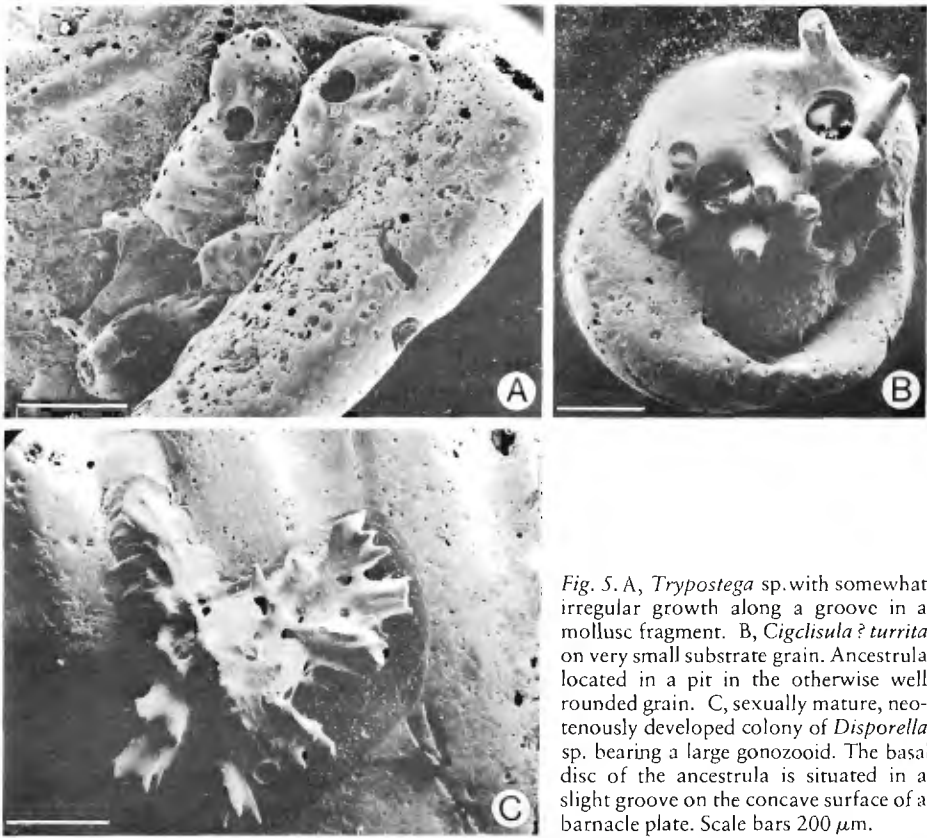 A
B
C
Fig. 5. A, Trypostega sp. with somewhat
irregular growth along a groove in a
mollusc fragment. B, Cigclisula ? turrita
on very small substrate grain. Ancestrula
located in a pit in the otherwise well
rounded grain. C, sexually mature, neo-
tenously developed colony of Disporella
sp. bearing a large gonozooid. The basa
disc of the ancestrula is situated in a
slight groove on the concave surface of a
barnacle plate. Scale bars 200 μm.